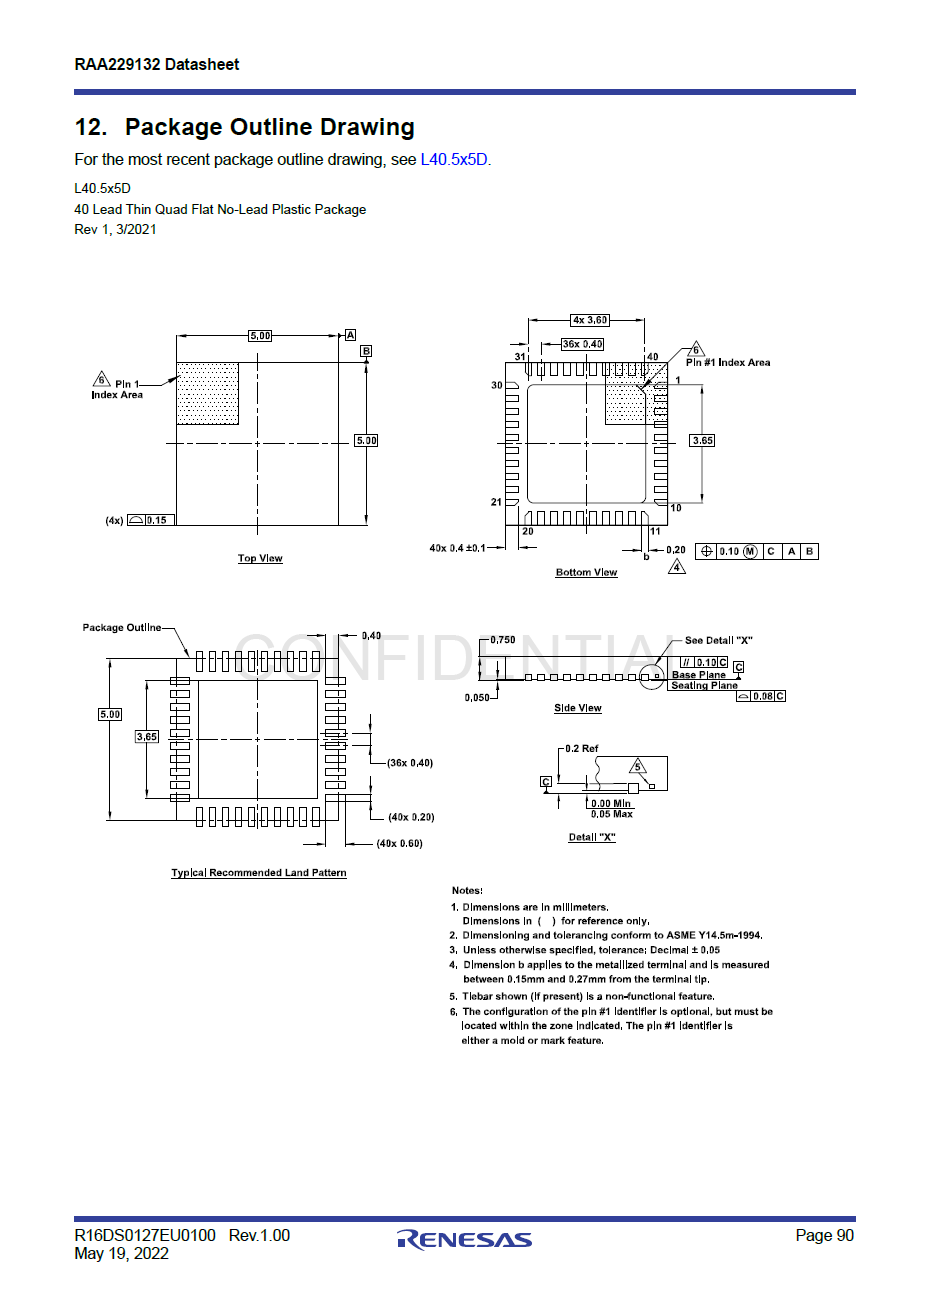 RAA229132 Datasheet
12. Package Outline Drawing
For the most recent package outline drawing, see L40.5x5D.
L40.5x5D
40 Lead Thin Quad Flat No-Lead Plastic Package
Rev 1, 3/2021
5.00
A
B
6
Pin 1
Index Area
5.00
(4x) 0.15
Top View
4x 3.60
36x 0.40
31
40
6
Pin #1 Index Area
30
1
3.65
21
10
20
11
40x 0.4 ±0.1
b
0.20
4
0.10 M C A B
Bottom View
CONFIDENTIAL
Package Outline
0.40
5.00
3.65
(36x 0.40)
(40x 0.20)
(40x 0.60)
Typical Recommended Land Pattern
0.750
See Detail "X"
// 0.10 C
C
Base Plane
Seating Plane
0.08 C
0.050
Side View
0.2 Ref
5
C
0.00 Min
0.05 Max
Detail "X"
Notes:
1. Dimensions are in millimeters.
Dimensions in ( ) for reference only.
2. Dimensioning and tolerancing conform to ASME Y14.5m-1994.
3. Unless otherwise specified, tolerance: Decimal ± 0.05
4. Dimension b applies to the metallized terminal and is measured
between 0.15mm and 0.27mm from the terminal tip.
5. Tiebar shown (if present) is a non-functional feature.
6. The configuration of the pin #1 identifier is optional, but must be
located within the zone indicated. The pin #1 identifier is
either a mold or mark feature.
R16DS0127EU0100 Rev.1.00
May 19, 2022
RENESAS
Page 90